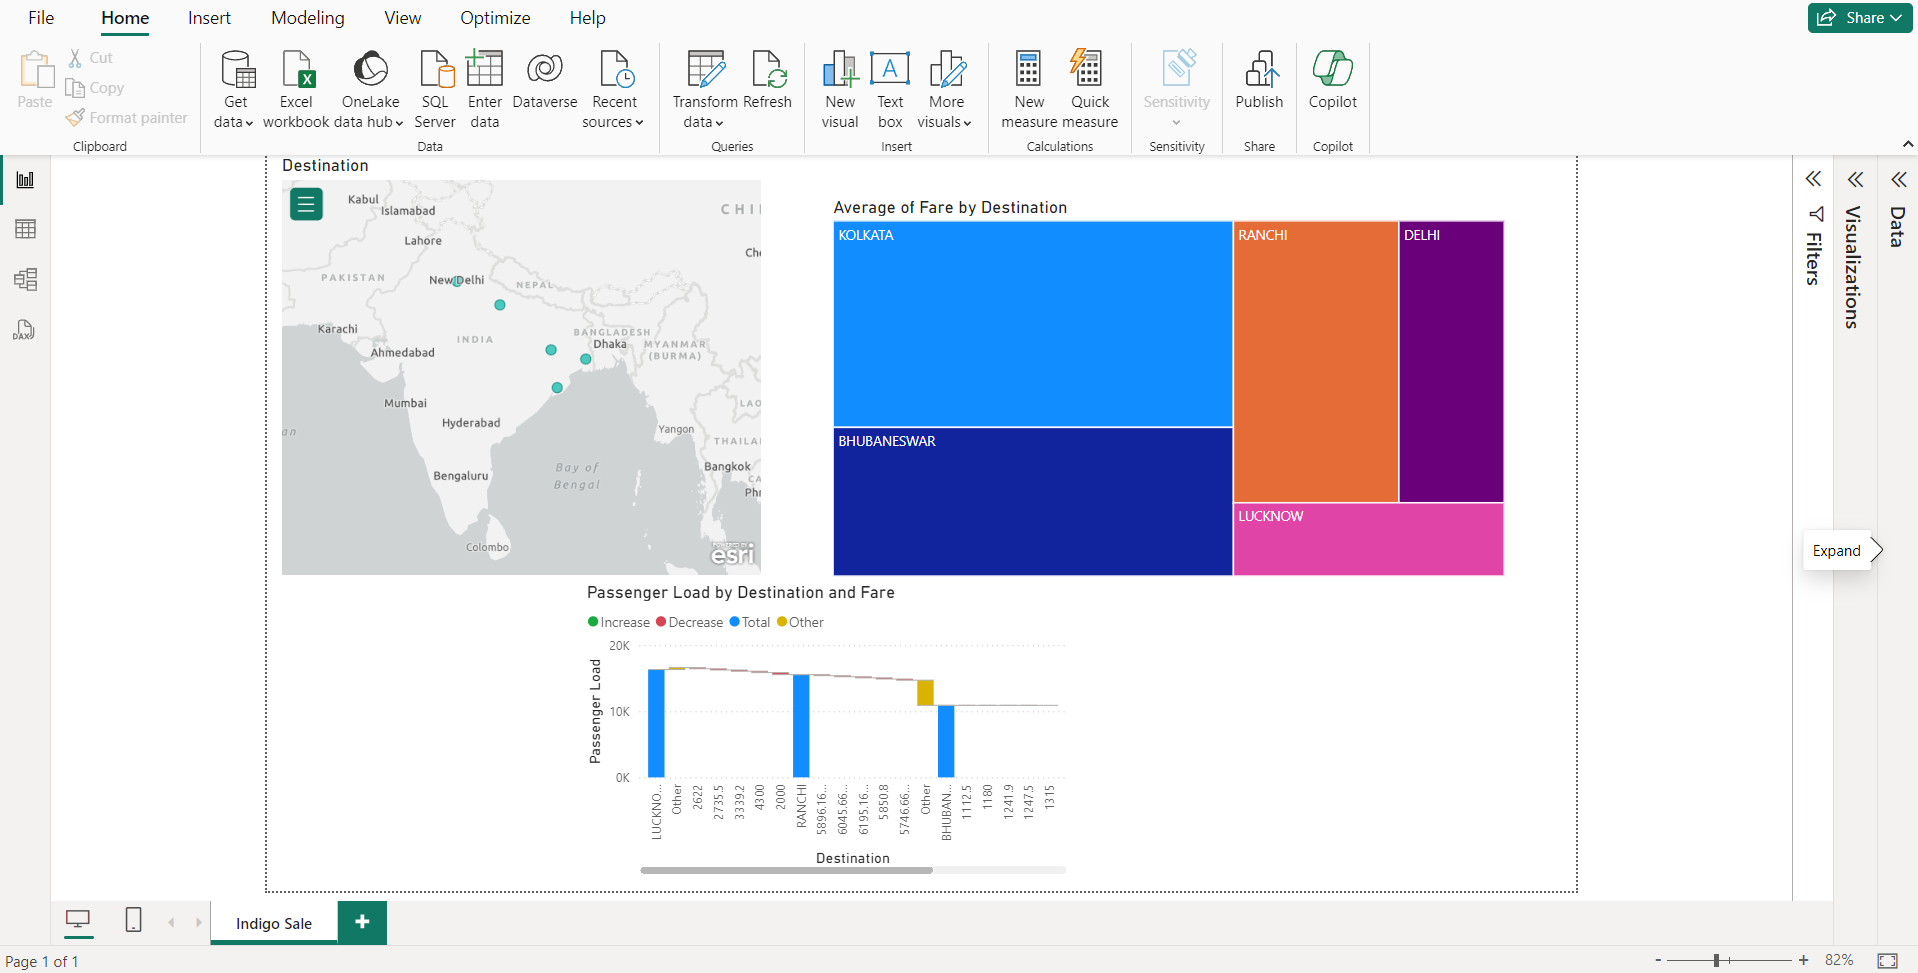 File Home Insert Modeling View Optimize Help Share
Paste
Cut
Copy
Format painter
Clipboard
Get data
Excel workbook
OneLake data hub
SQL Server
Enter data
Dataverse
Recent sources
Data
Transform data
Refresh
Queries
New visual
Text box
More visuals
Insert
New measure
Quick measure
Calculations
Sensitivity
Sensitivity
Publish
Share
Copilot
Copilot
DAX
Destination
Kabul
Islamabad
Lahore
PAKISTAN
New Delhi
NEPAL
Karachi
Ahmedabad
INDIA
BANGLADESH
Dhaka
MYANMAR
(BURMA)
Mumbai
Hyderabad
Yangon
Bengaluru
Bay of
Bengal
Bangkok
Colombo
Powered by
esri
CHI
Ch
LAO
THAILA
CA
Ph
an
Average of Fare by Destination
KOLKATA
BHUBANESWAR
RANCHI
DELHI
LUCKNOW
Passenger Load by Destination and Fare
Increase Decrease Total Other
Passenger Load
20K
10K
0K
LUCKNO...
Other
2622
2735.5
3339.2
4300
2000
RANCHI
5896.16...
6045.66...
6195.16...
5850.8
5746.66...
Other
BHUBAN...
1112.5
1180
1241.9
1247.5
1315
Destination
Filters
Visualizations
Data
Expand
Indigo Sale
Page 1 of 1
- + 82%